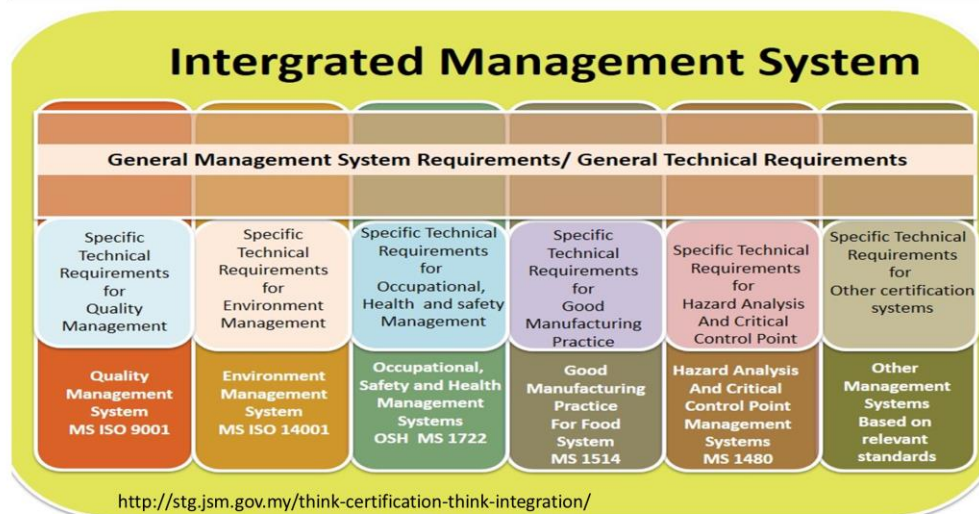 Intergrated Management System
General Management System Requirements/ General Technical Requirements
Specific
Technical
Requirements
for
Quality
Management
Specific
Technical
Requirements
for
Environment
Management
Specific Technical
Requirements
for
Occupational,
Health and safety
Management
Specific
Technical
Requirements
for
Good
Manufacturing
Practice
Specific Technical
Requirements
for
Hazard Analysis
And Critical
Control Point
Specific Technical
Requirements
for
Other certification
systems
Quality
Management
System
MS ISO 9001
Environment
Management
System
MS ISO 14001
Occupational,
Safety and Health
Management
Systems
OSH MS 1722
Good
Manufacturing
Practice
For Food
System
MS 1514
Hazard Analysis
And Critical
Control Point
Management
Systems
MS 1480
Other
Management
Systems
Based on
relevant
standards
http://stg.jsm.gov.my/think-certification-think-integration/